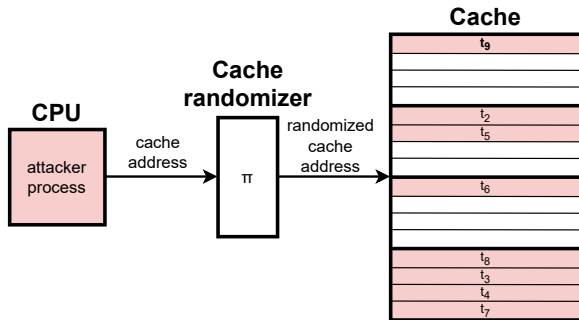 Cache
t₉
Cache
randomizer
CPU
t₂
t₅
cache
address
randomized
cache
address
attacker
process
π
t₆
t₈
t₃
t₄
t₇